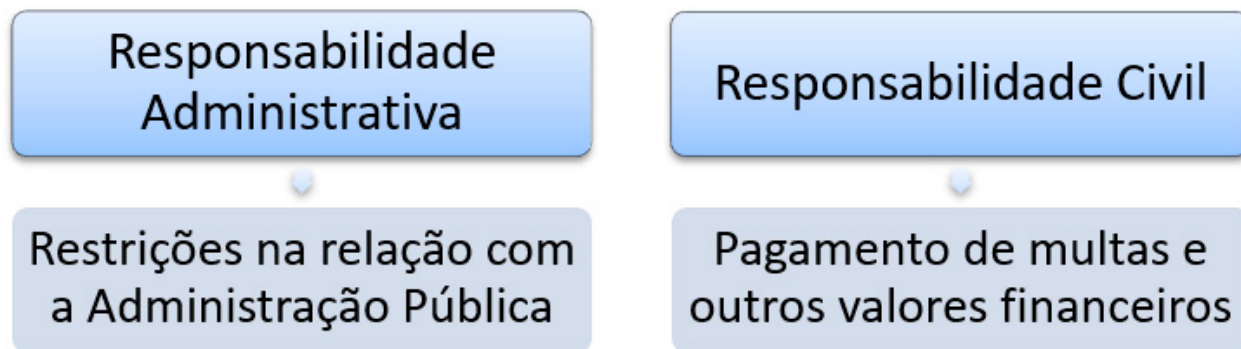 Responsabilidade
Administrativa
Restrições na relação com
a Administração Pública
Responsabilidade Civil
Pagamento de multas e
outros valores financeiros